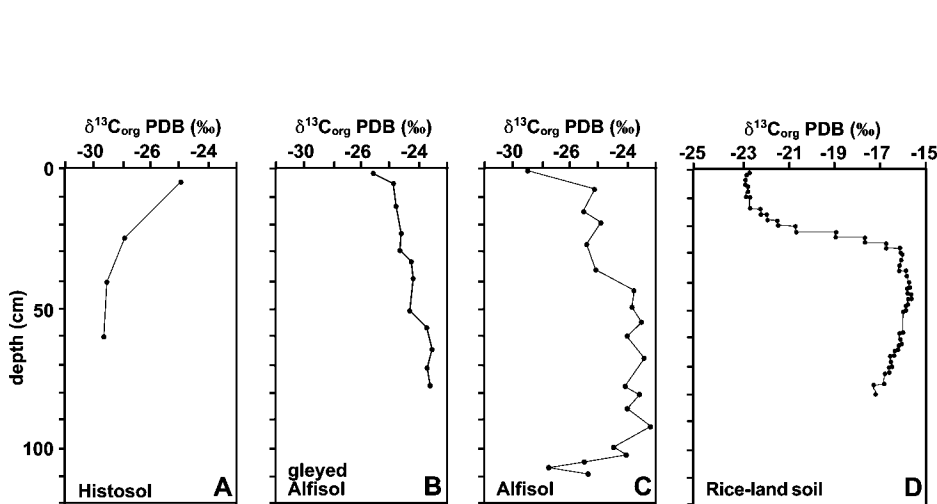 δ¹³Corg PDB (‰) δ¹³Corg PDB (‰) δ¹³Corg PDB (‰) δ¹³Corg PDB (‰)
-30 -26 -24 -30 -26 -24 -30 -26 -24 -25 -23 -21 -19 -17 -15
0
50
100
depth (cm)
Histosol A
gleyed
Alfisol B
Alfisol C
Rice-land soil D